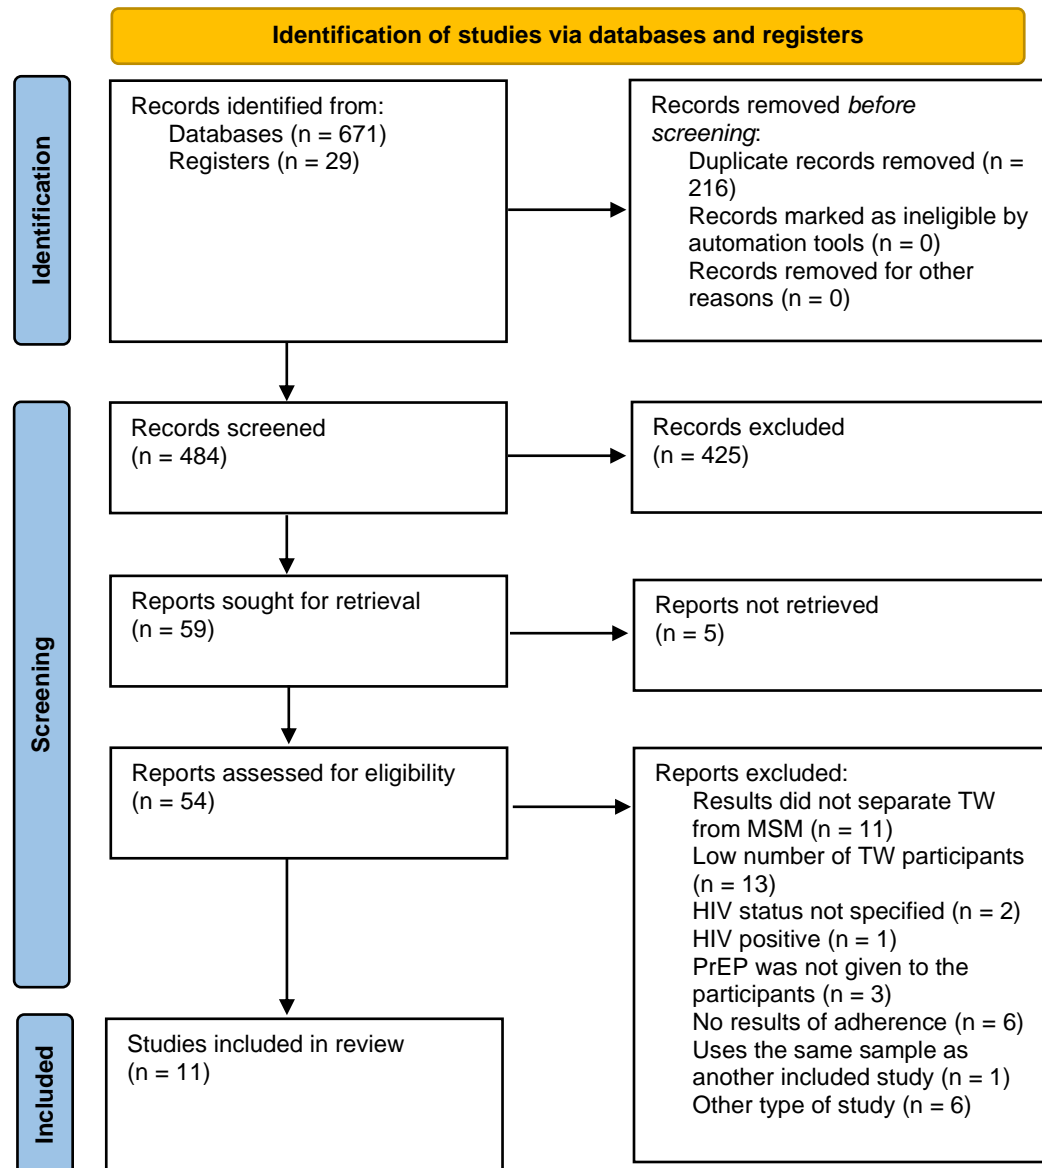 Identification of studies via databases and registers
Identification
Records identified from:
Databases (n = 671)
Registers (n = 29)
Records removed before
screening:
Duplicate records removed (n =
216)
Records marked as ineligible by
automation tools (n = 0)
Records removed for other
reasons (n = 0)
Screening
Records screened
(n = 484)
Records excluded
(n = 425)
Reports sought for retrieval
(n = 59)
Reports not retrieved
(n = 5)
Reports assessed for eligibility
(n = 54)
Reports excluded:
Results did not separate TW
from MSM (n = 11)
Low number of TW participants
(n = 13)
HIV status not specified (n = 2)
HIV positive (n = 1)
PrEP was not given to the
participants (n = 3)
No results of adherence (n = 6)
Uses the same sample as
another included study (n = 1)
Other type of study (n = 6)
Included
Studies included in review
(n = 11)